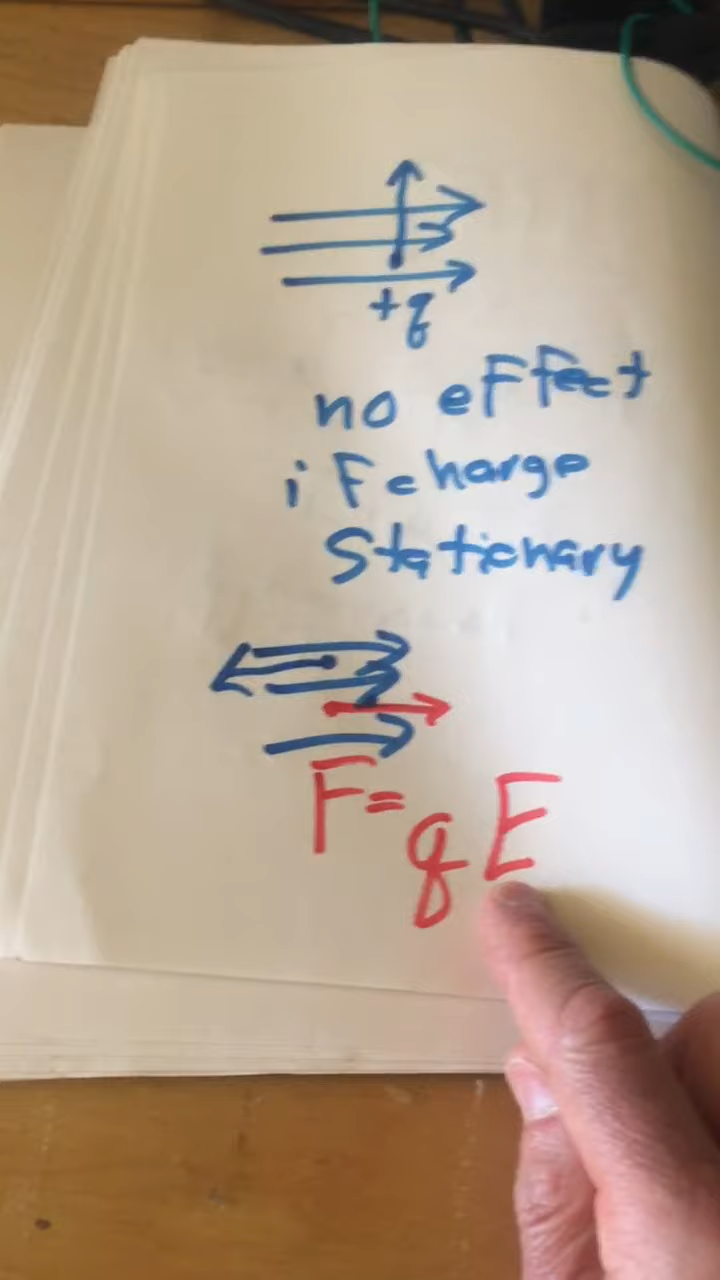 +q
no effect
if charge
Stationary
F = qE